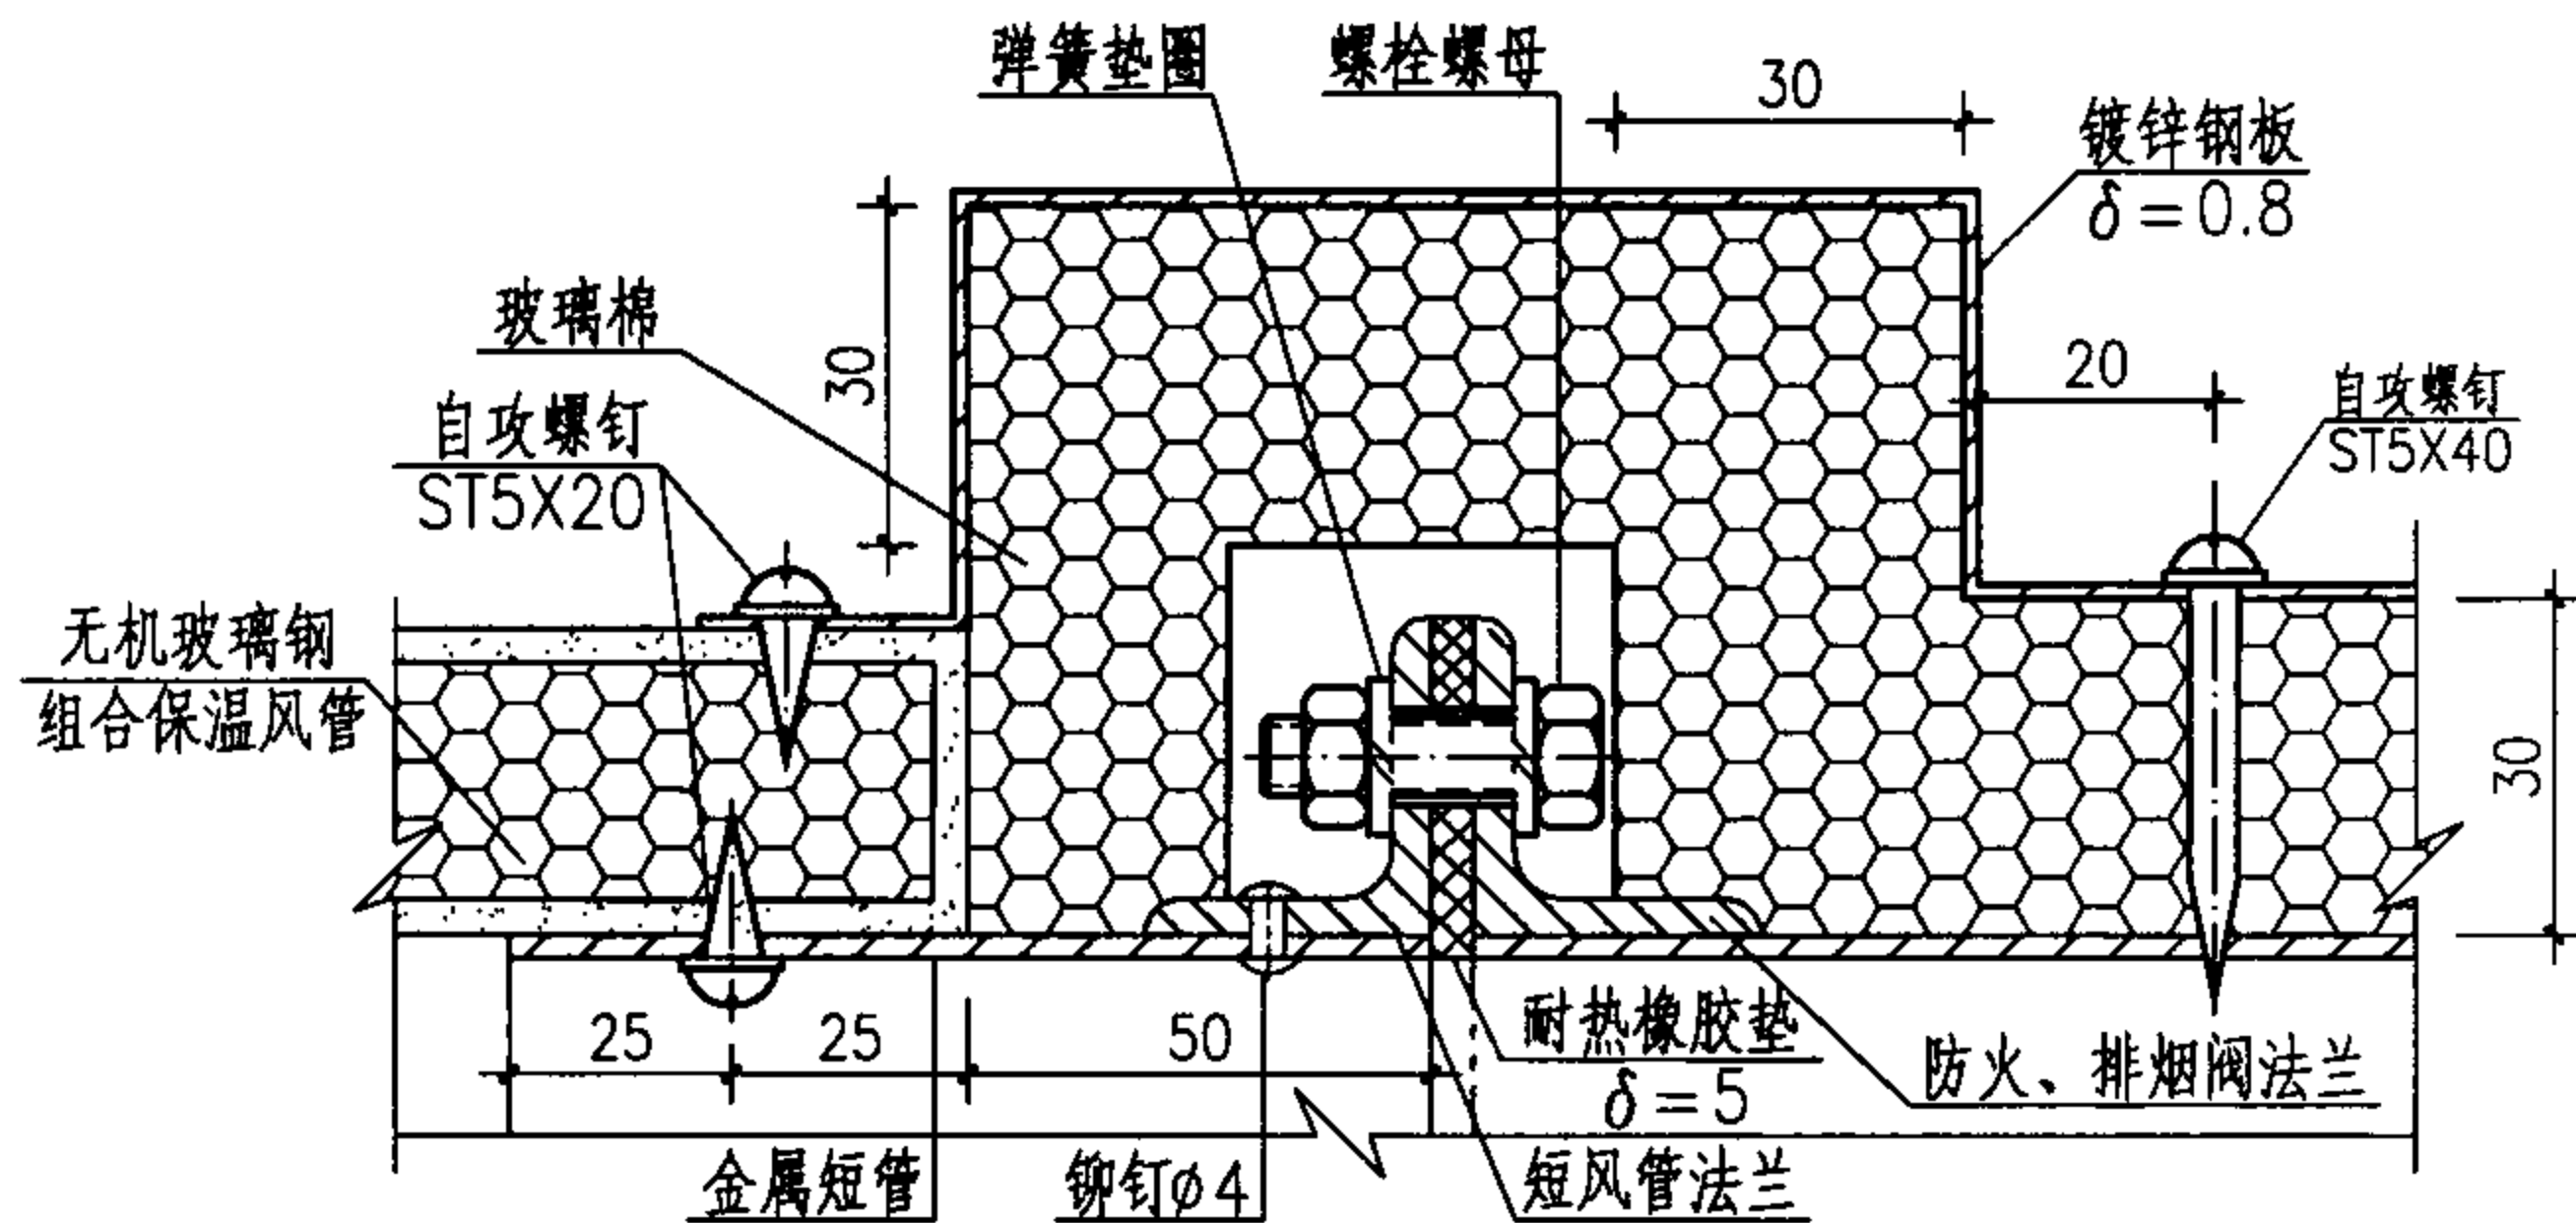 弹簧垫圈
螺栓螺母
30
镀锌钢板
δ=0.8
玻璃棉
30
20
自攻螺钉
ST5X40
自攻螺钉
ST5X20
无机玻璃钢
组合保温风管
30
25
25
50
耐热橡胶垫
δ=5
防火、排烟阀法兰
金属短管
铆钉ø4
短风管法兰